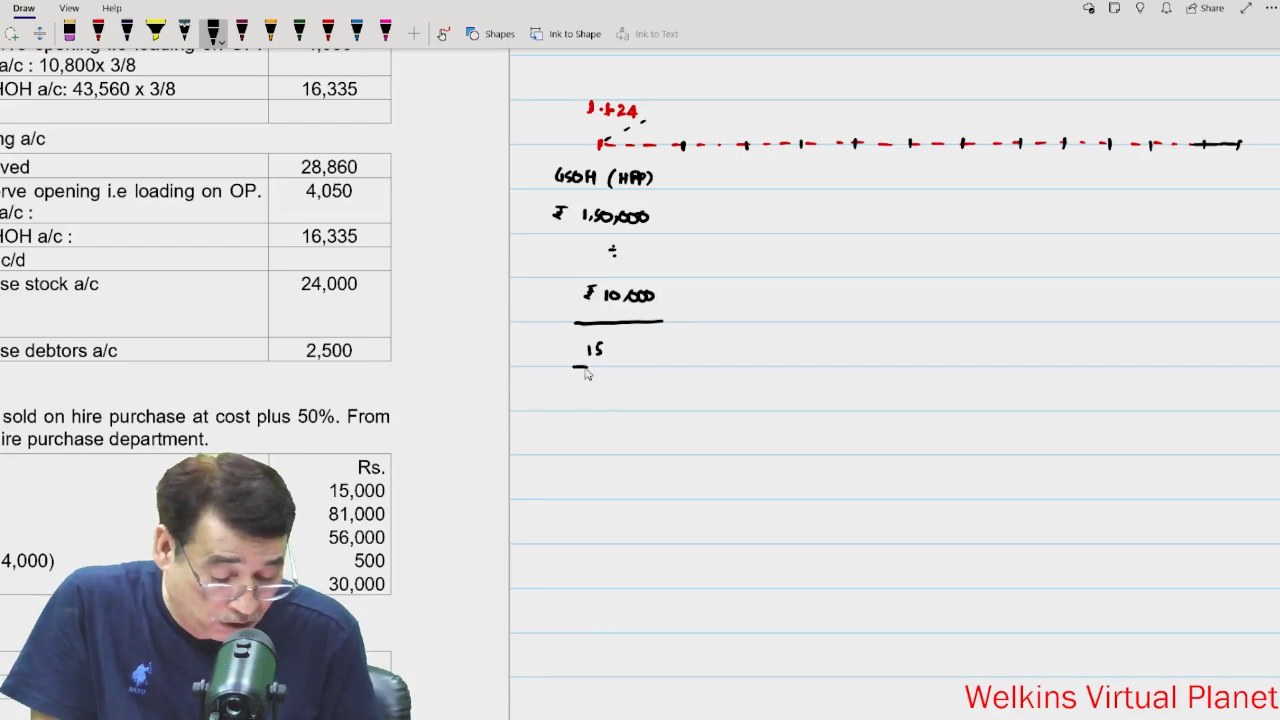 Draw View Help
Share
Shapes Ink to Shape Ink to Text
a/c : 10,800x 3/8
HOH a/c: 43,560 x 3/8 16,335
ng a/c
ved 28,860
erve opening i.e loading on OP. 4,050
a/c :
HOH a/c : 16,335
c/d
se stock a/c 24,000
se debtors a/c 2,500
sold on hire purchase at cost plus 50%. From
ire purchase department.
Rs.
15,000
81,000
56,000
4,000) 500
30,000
GSOH (HPP)
₹ 1,50,000
÷
₹ 10,000
15
Welkins Virtual Planet